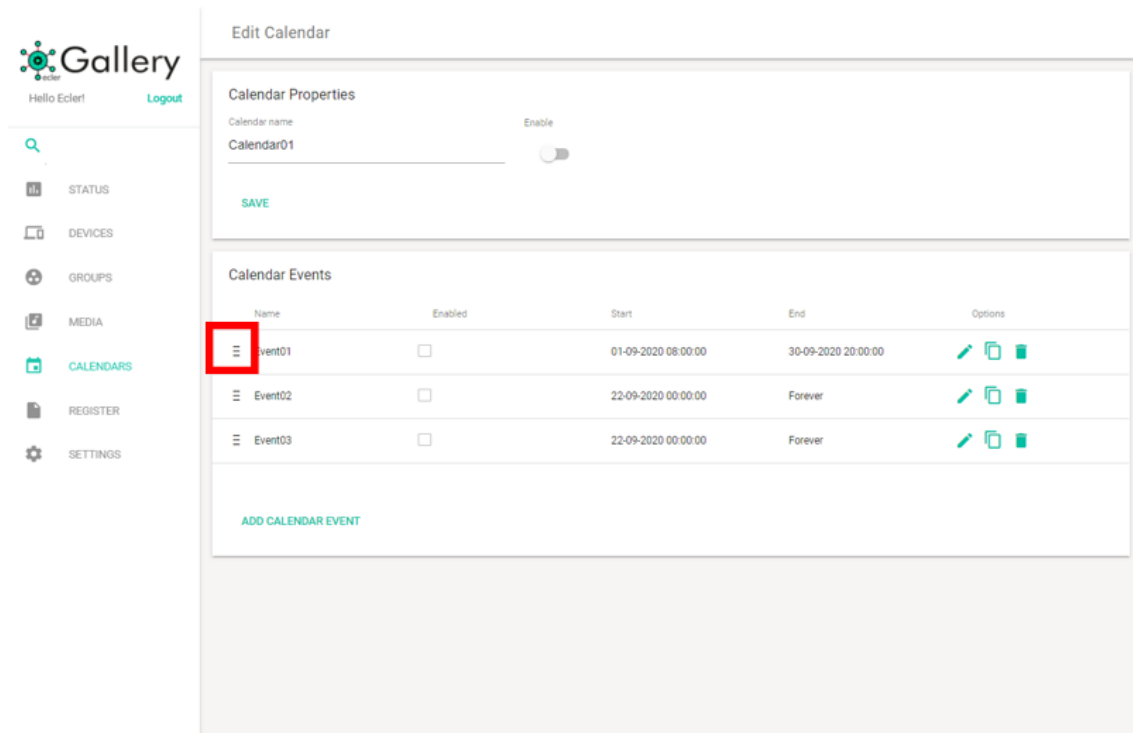 Edit Calendar
Gallery
ecler
Hello Ecler! Logout
STATUS
DEVICES
GROUPS
MEDIA
CALENDARS
REGISTER
SETTINGS
Calendar Properties
Calendar name Enable
Calendar01
SAVE
Calendar Events
Name Enabled Start End Options
Event01 01-09-2020 08:00:00 30-09-2020 20:00:00
Event02 22-09-2020 00:00:00 Forever
Event03 22-09-2020 00:00:00 Forever
ADD CALENDAR EVENT